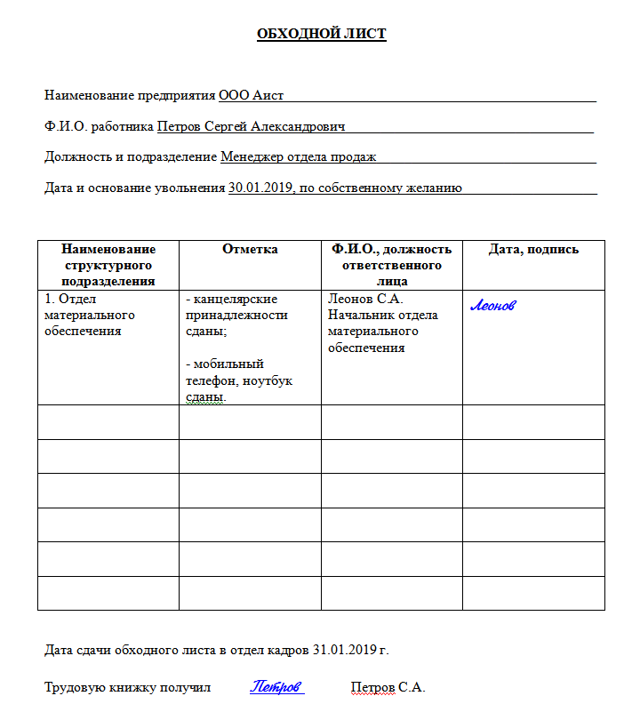 ОБХОДНОЙ ЛИСТ
Наименование предприятия ООО Аист
Ф.И.О. работника Петров Сергей Александрович
Должность и подразделение Менеджер отдела продаж
Дата и основание увольнения 30.01.2019, по собственному желанию
Наименование структурного подразделения
Отметка
Ф.И.О., должность ответственного лица
Дата, подпись
1. Отдел
материального
обеспечения
- канцелярские
принадлежности
сданы;
- мобильный
телефон, ноутбук
сданы.
Леонов С.А.
Начальник отдела
материального
обеспечения
Леонов
Дата сдачи обходного листа в отдел кадров 31.01.2019 г.
Трудовую книжку получил Петров Петров С.А.